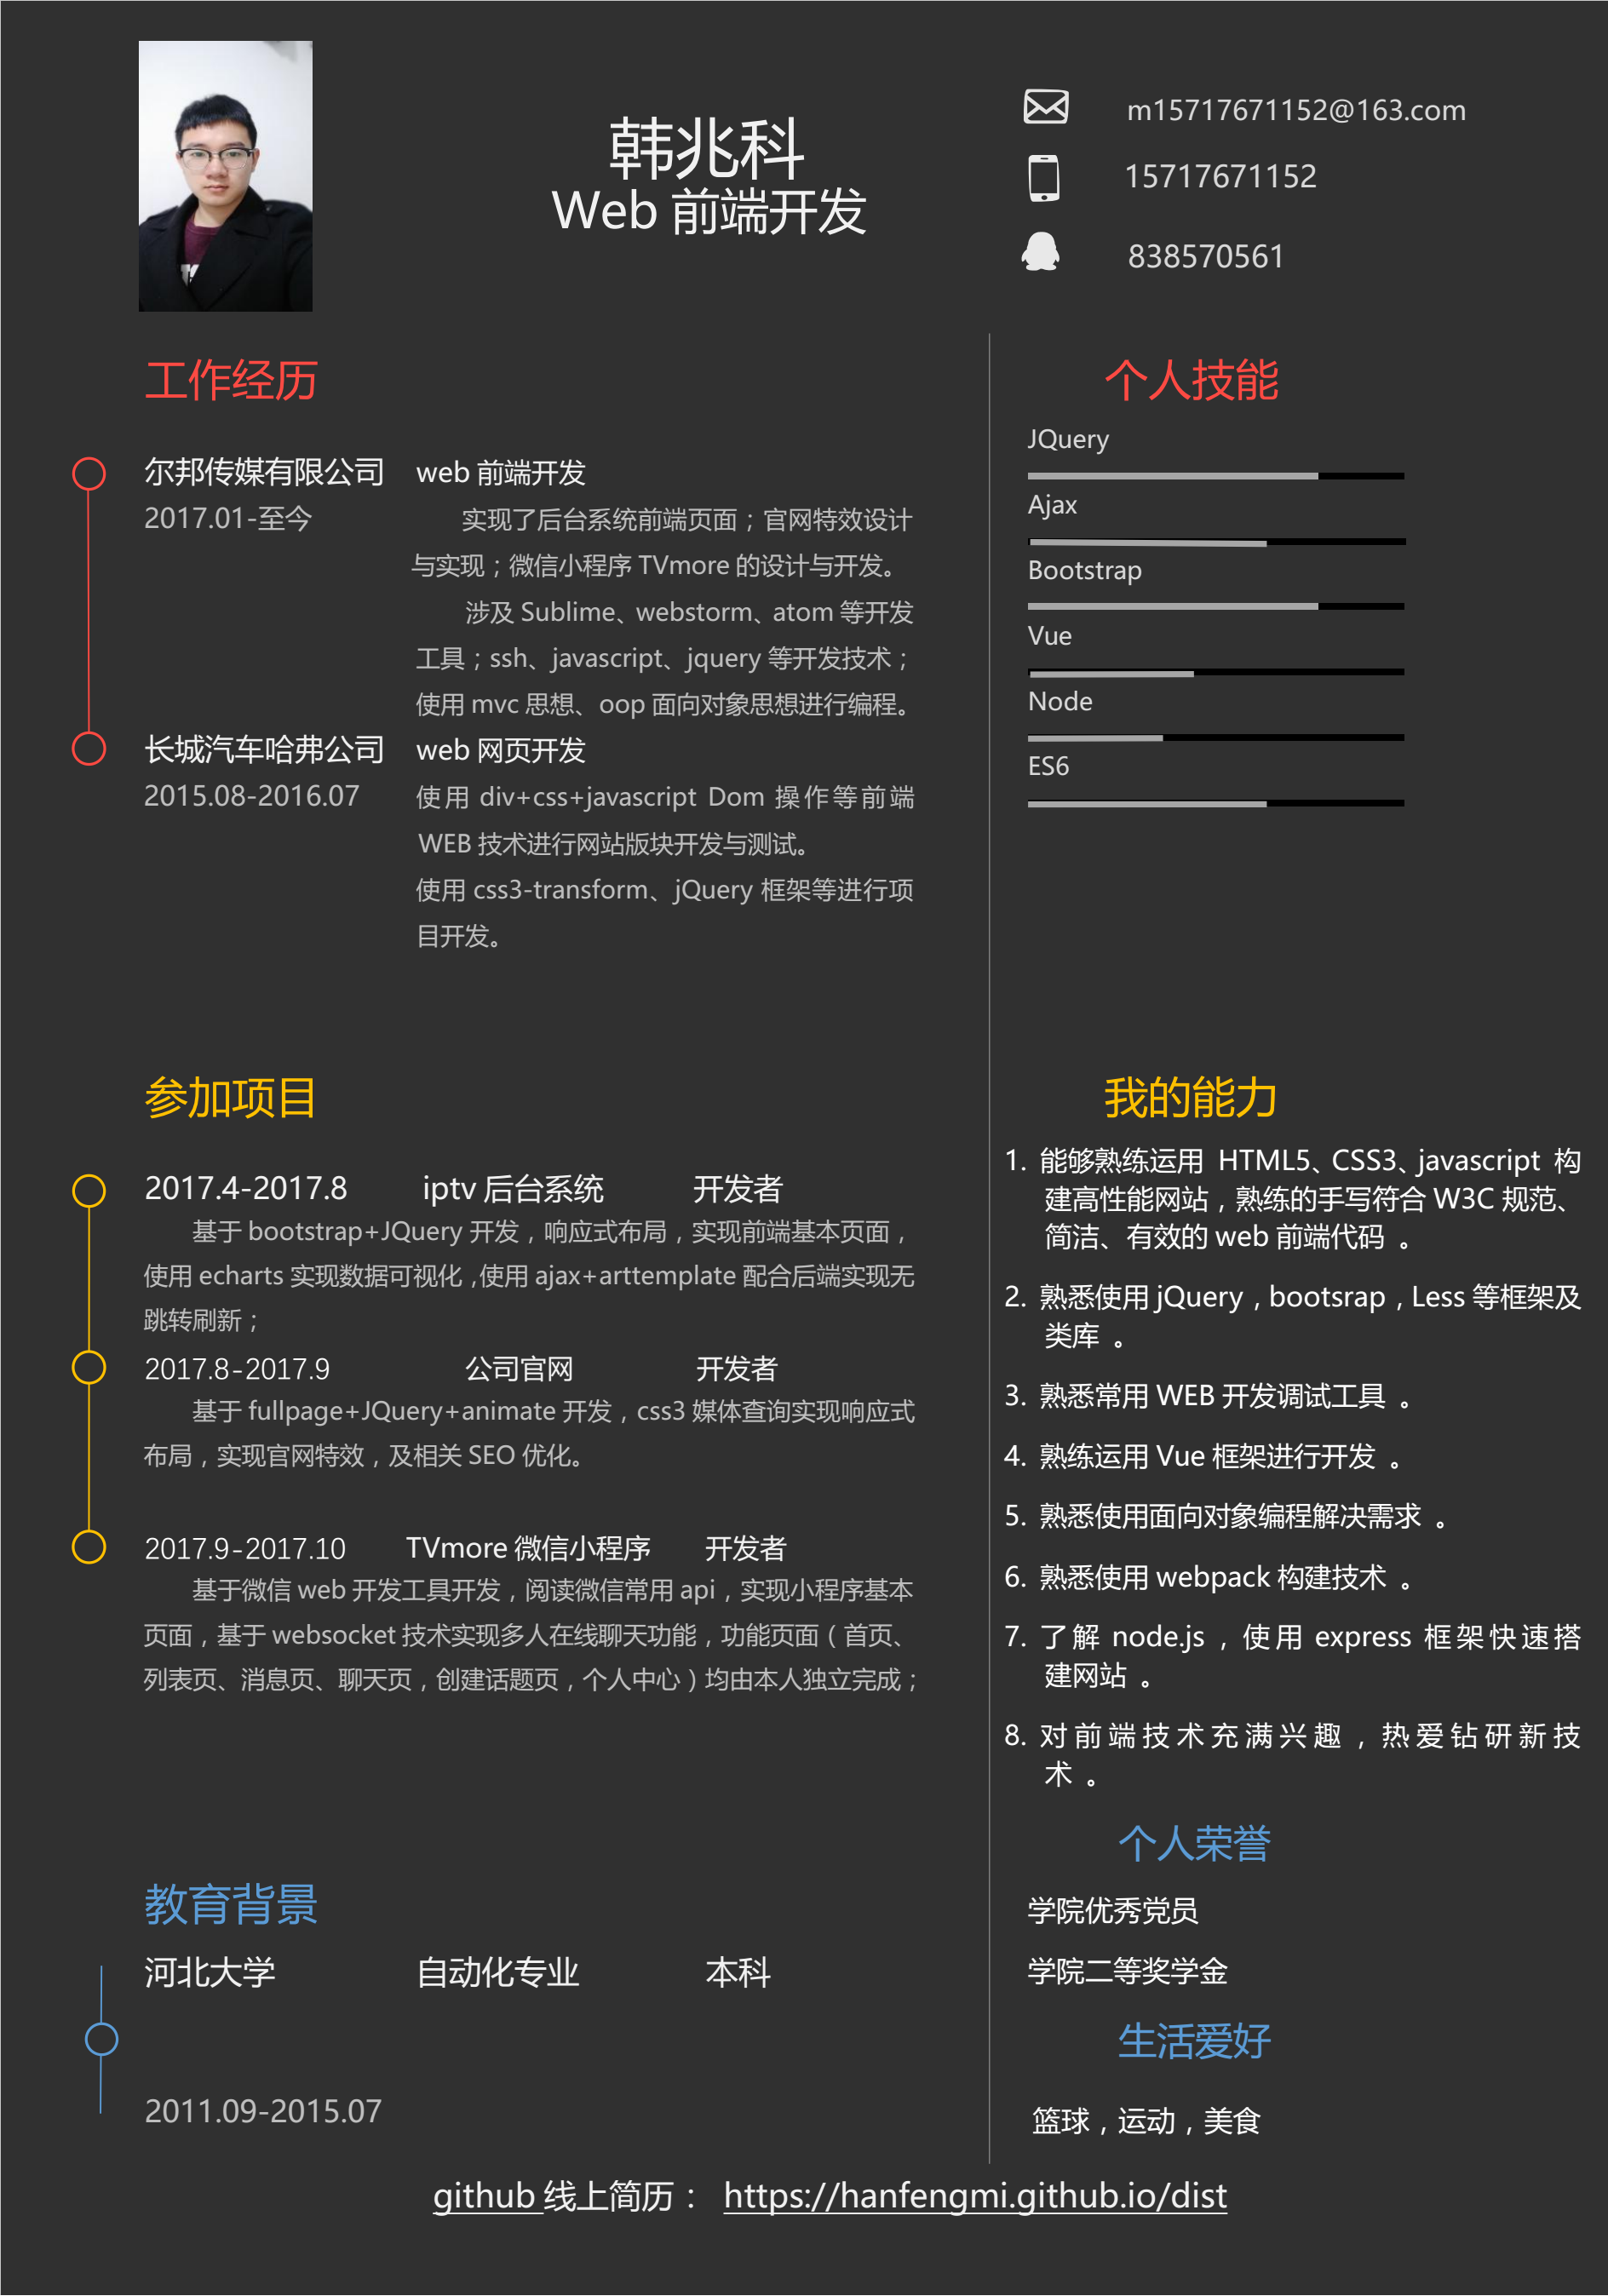 韩兆科
Web 前端开发
m15717671152@163.com
15717671152
838570561
工作经历
尔邦传媒有限公司 web 前端开发
2017.01-至今
实现了后台系统前端页面；官网特效设计
与实现；微信小程序 TVmore 的设计与开发。
涉及 Sublime、webstorm、atom 等开发
工具；ssh、javascript、jquery 等开发技术；
使用 mvc 思想、oop 面向对象思想进行编程。
长城汽车哈弗公司 web 网页开发
2015.08-2016.07
使用 div+css+javascript Dom 操作等前端
WEB 技术进行网站版块开发与测试。
使用 css3-transform、jQuery 框架等进行项
目开发。
个人技能
JQuery
Ajax
Bootstrap
Vue
Node
ES6
参加项目
2017.4-2017.8 iptv 后台系统 开发者
基于 bootstrap+JQuery 开发，响应式布局，实现前端基本页面，
使用 echarts 实现数据可视化，使用 ajax+arttemplate 配合后端实现无
跳转刷新；
2017.8-2017.9 公司官网 开发者
基于 fullpage+JQuery+animate 开发，css3 媒体查询实现响应式
布局，实现官网特效，及相关 SEO 优化。
2017.9-2017.10 TVmore 微信小程序 开发者
基于微信 web 开发工具开发，阅读微信常用 api，实现小程序基本
页面，基于 websocket 技术实现多人在线聊天功能，功能页面（首页、
列表页、消息页、聊天页，创建话题页，个人中心）均由本人独立完成；
我的能力
1. 能够熟练运用 HTML5、CSS3、javascript 构
建高性能网站，熟练的手写符合 W3C 规范、
简洁、有效的 web 前端代码 。
2. 熟悉使用 jQuery，bootsrap，Less 等框架及
类库 。
3. 熟悉常用 WEB 开发调试工具 。
4. 熟练运用 Vue 框架进行开发 。
5. 熟悉使用面向对象编程解决需求 。
6. 熟悉使用 webpack 构建技术 。
7. 了解 node.js，使用 express 框架快速搭
建网站 。
8. 对前端技术充满兴趣，热爱钻研新技
术 。
教育背景
河北大学 自动化专业 本科
2011.09-2015.07
个人荣誉
学院优秀党员
学院二等奖学金
生活爱好
篮球，运动，美食
github 线上简历： https://hanfengmi.github.io/dist